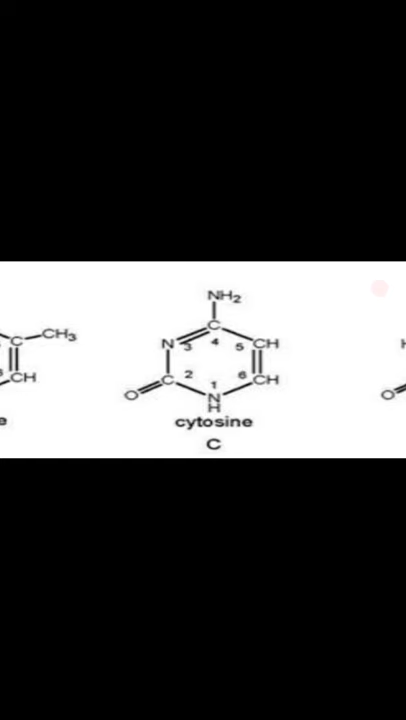 NH2
C
N 3 4 5 CH
C CH3
2 6 CH
CH
O C 1 N H
O
cytosine
C
e
H